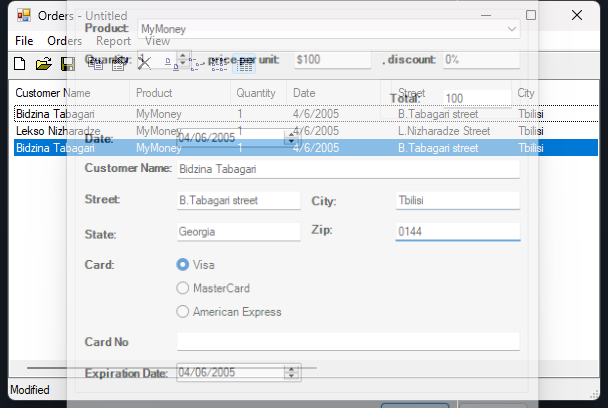 Orders - Untitled
Product: MyMoney
File Orders Report View
Quantity: 1 , price per unit: $100 , discount: 0%
Customer Name Product Quantity Date Street City
Total: 100
Bidzina Tabagari MyMoney 1 4/6/2005 B.Tabagari street Tbilisi
Lekso Nizharadze MyMoney 1 4/6/2005 L.Nizharadze Street Tbilisi
Date: 04/06/2005
Bidzina Tabagari MyMoney 1 4/6/2005 B.Tabagari street Tbilisi
Customer Name: Bidzina Tabagari
Street: B.Tabagari street City: Tbilisi
State: Georgia Zip: 0144
Card: Visa
MasterCard
American Express
Card No
Expiration Date: 04/06/2005
Modified